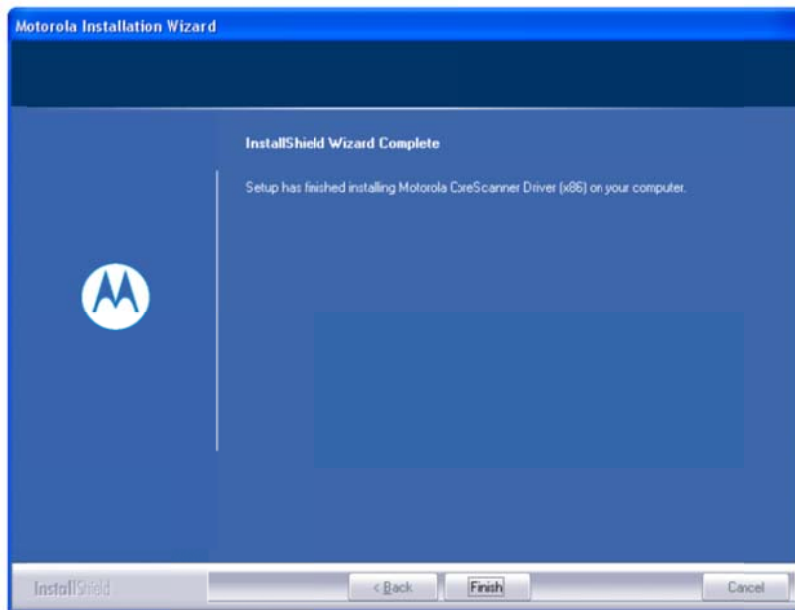 Motorola Installation Wizard
InstallShield Wizard Complete
Setup has finished installing Motorola CoreScanner Driver (x86) on your computer.
InstallShield
< Back
Finish
Cancel